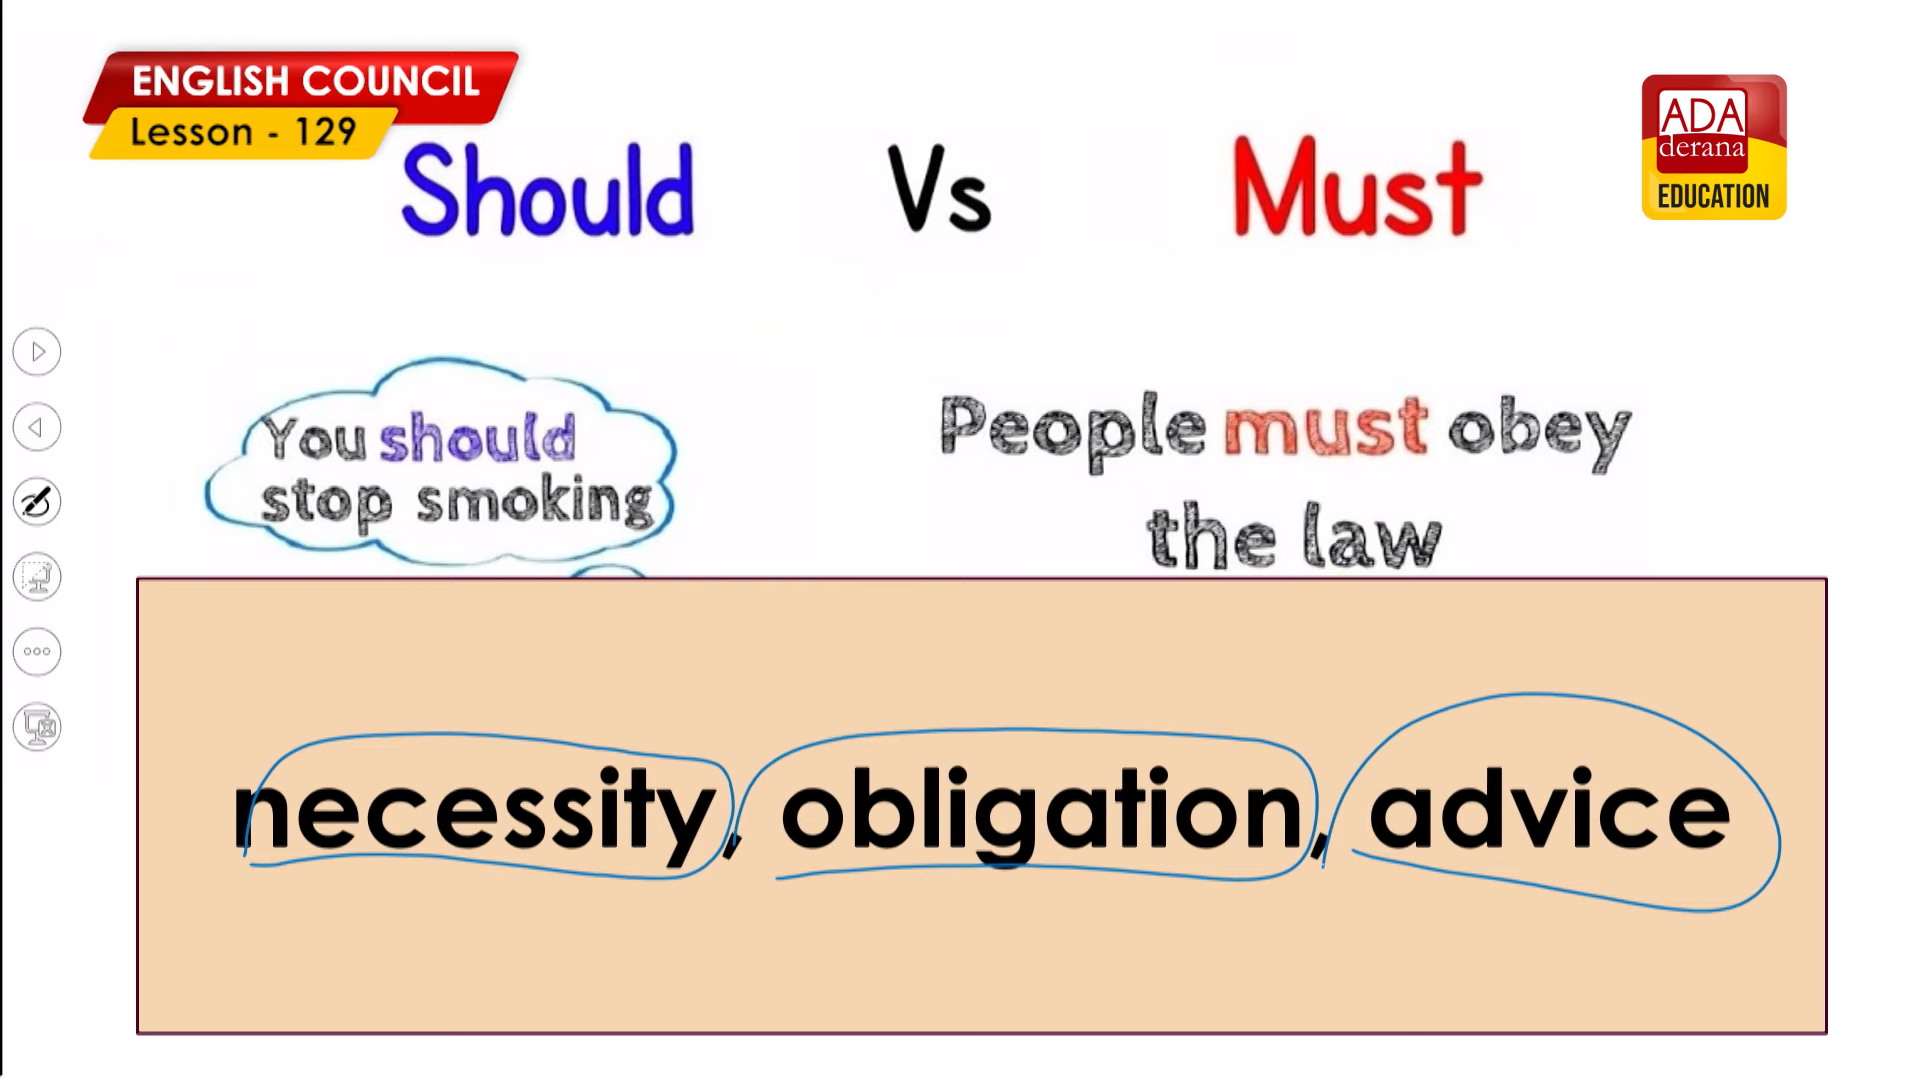 ENGLISH COUNCIL
Lesson - 129
ADA
derana
EDUCATION
Should Vs Must
You should
stop smoking
People must obey
the law
necessity, obligation, advice